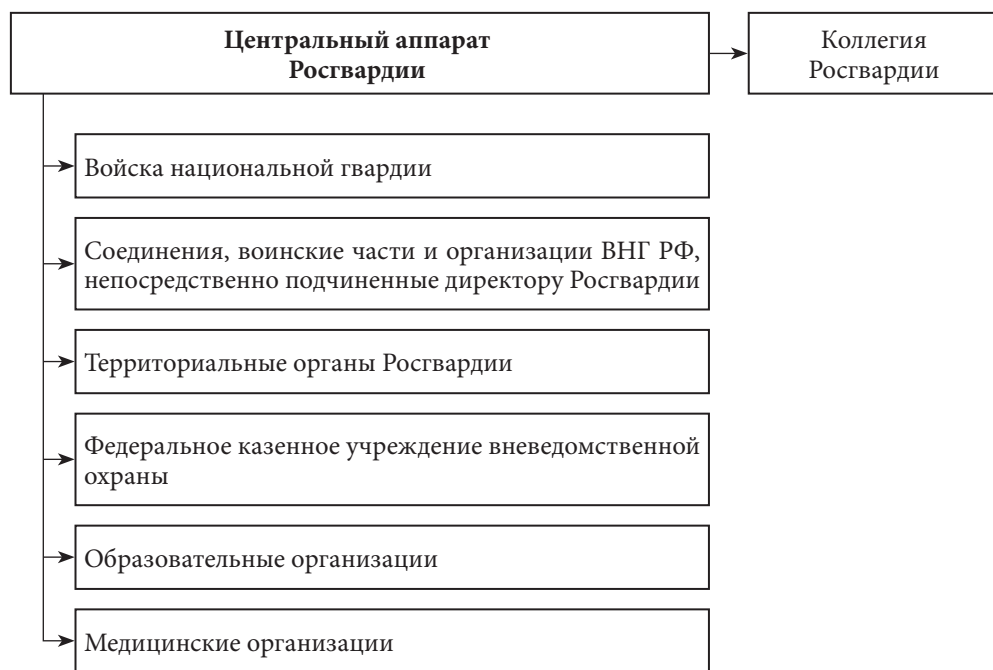 Центральный аппарат
Росгвардии
Коллегия
Росгвардии
Войска национальной гвардии
Соединения, воинские части и организации ВНГ РФ,
непосредственно подчиненные директору Росгвардии
Территориальные органы Росгвардии
Федеральное казенное учреждение вневедомственной
охраны
Образовательные организации
Медицинские организации